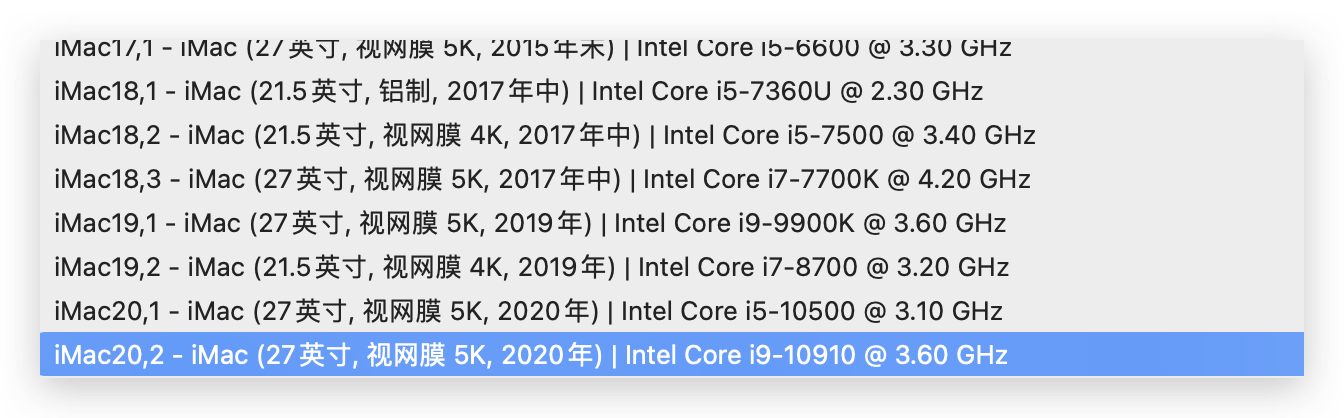 iMac17,1 - iMac (27英寸, 视网膜 5K, 2015年末) | Intel Core i5-6600 @ 3.30 GHz
iMac18,1 - iMac (21.5英寸, 铝制, 2017年中) | Intel Core i5-7360U @ 2.30 GHz
iMac18,2 - iMac (21.5英寸, 视网膜 4K, 2017年中) | Intel Core i5-7500 @ 3.40 GHz
iMac18,3 - iMac (27英寸, 视网膜 5K, 2017年中) | Intel Core i7-7700K @ 4.20 GHz
iMac19,1 - iMac (27英寸, 视网膜 5K, 2019年) | Intel Core i9-9900K @ 3.60 GHz
iMac19,2 - iMac (21.5英寸, 视网膜 4K, 2019年) | Intel Core i7-8700 @ 3.20 GHz
iMac20,1 - iMac (27英寸, 视网膜 5K, 2020年) | Intel Core i5-10500 @ 3.10 GHz
iMac20,2 - iMac (27英寸, 视网膜 5K, 2020年) | Intel Core i9-10910 @ 3.60 GHz